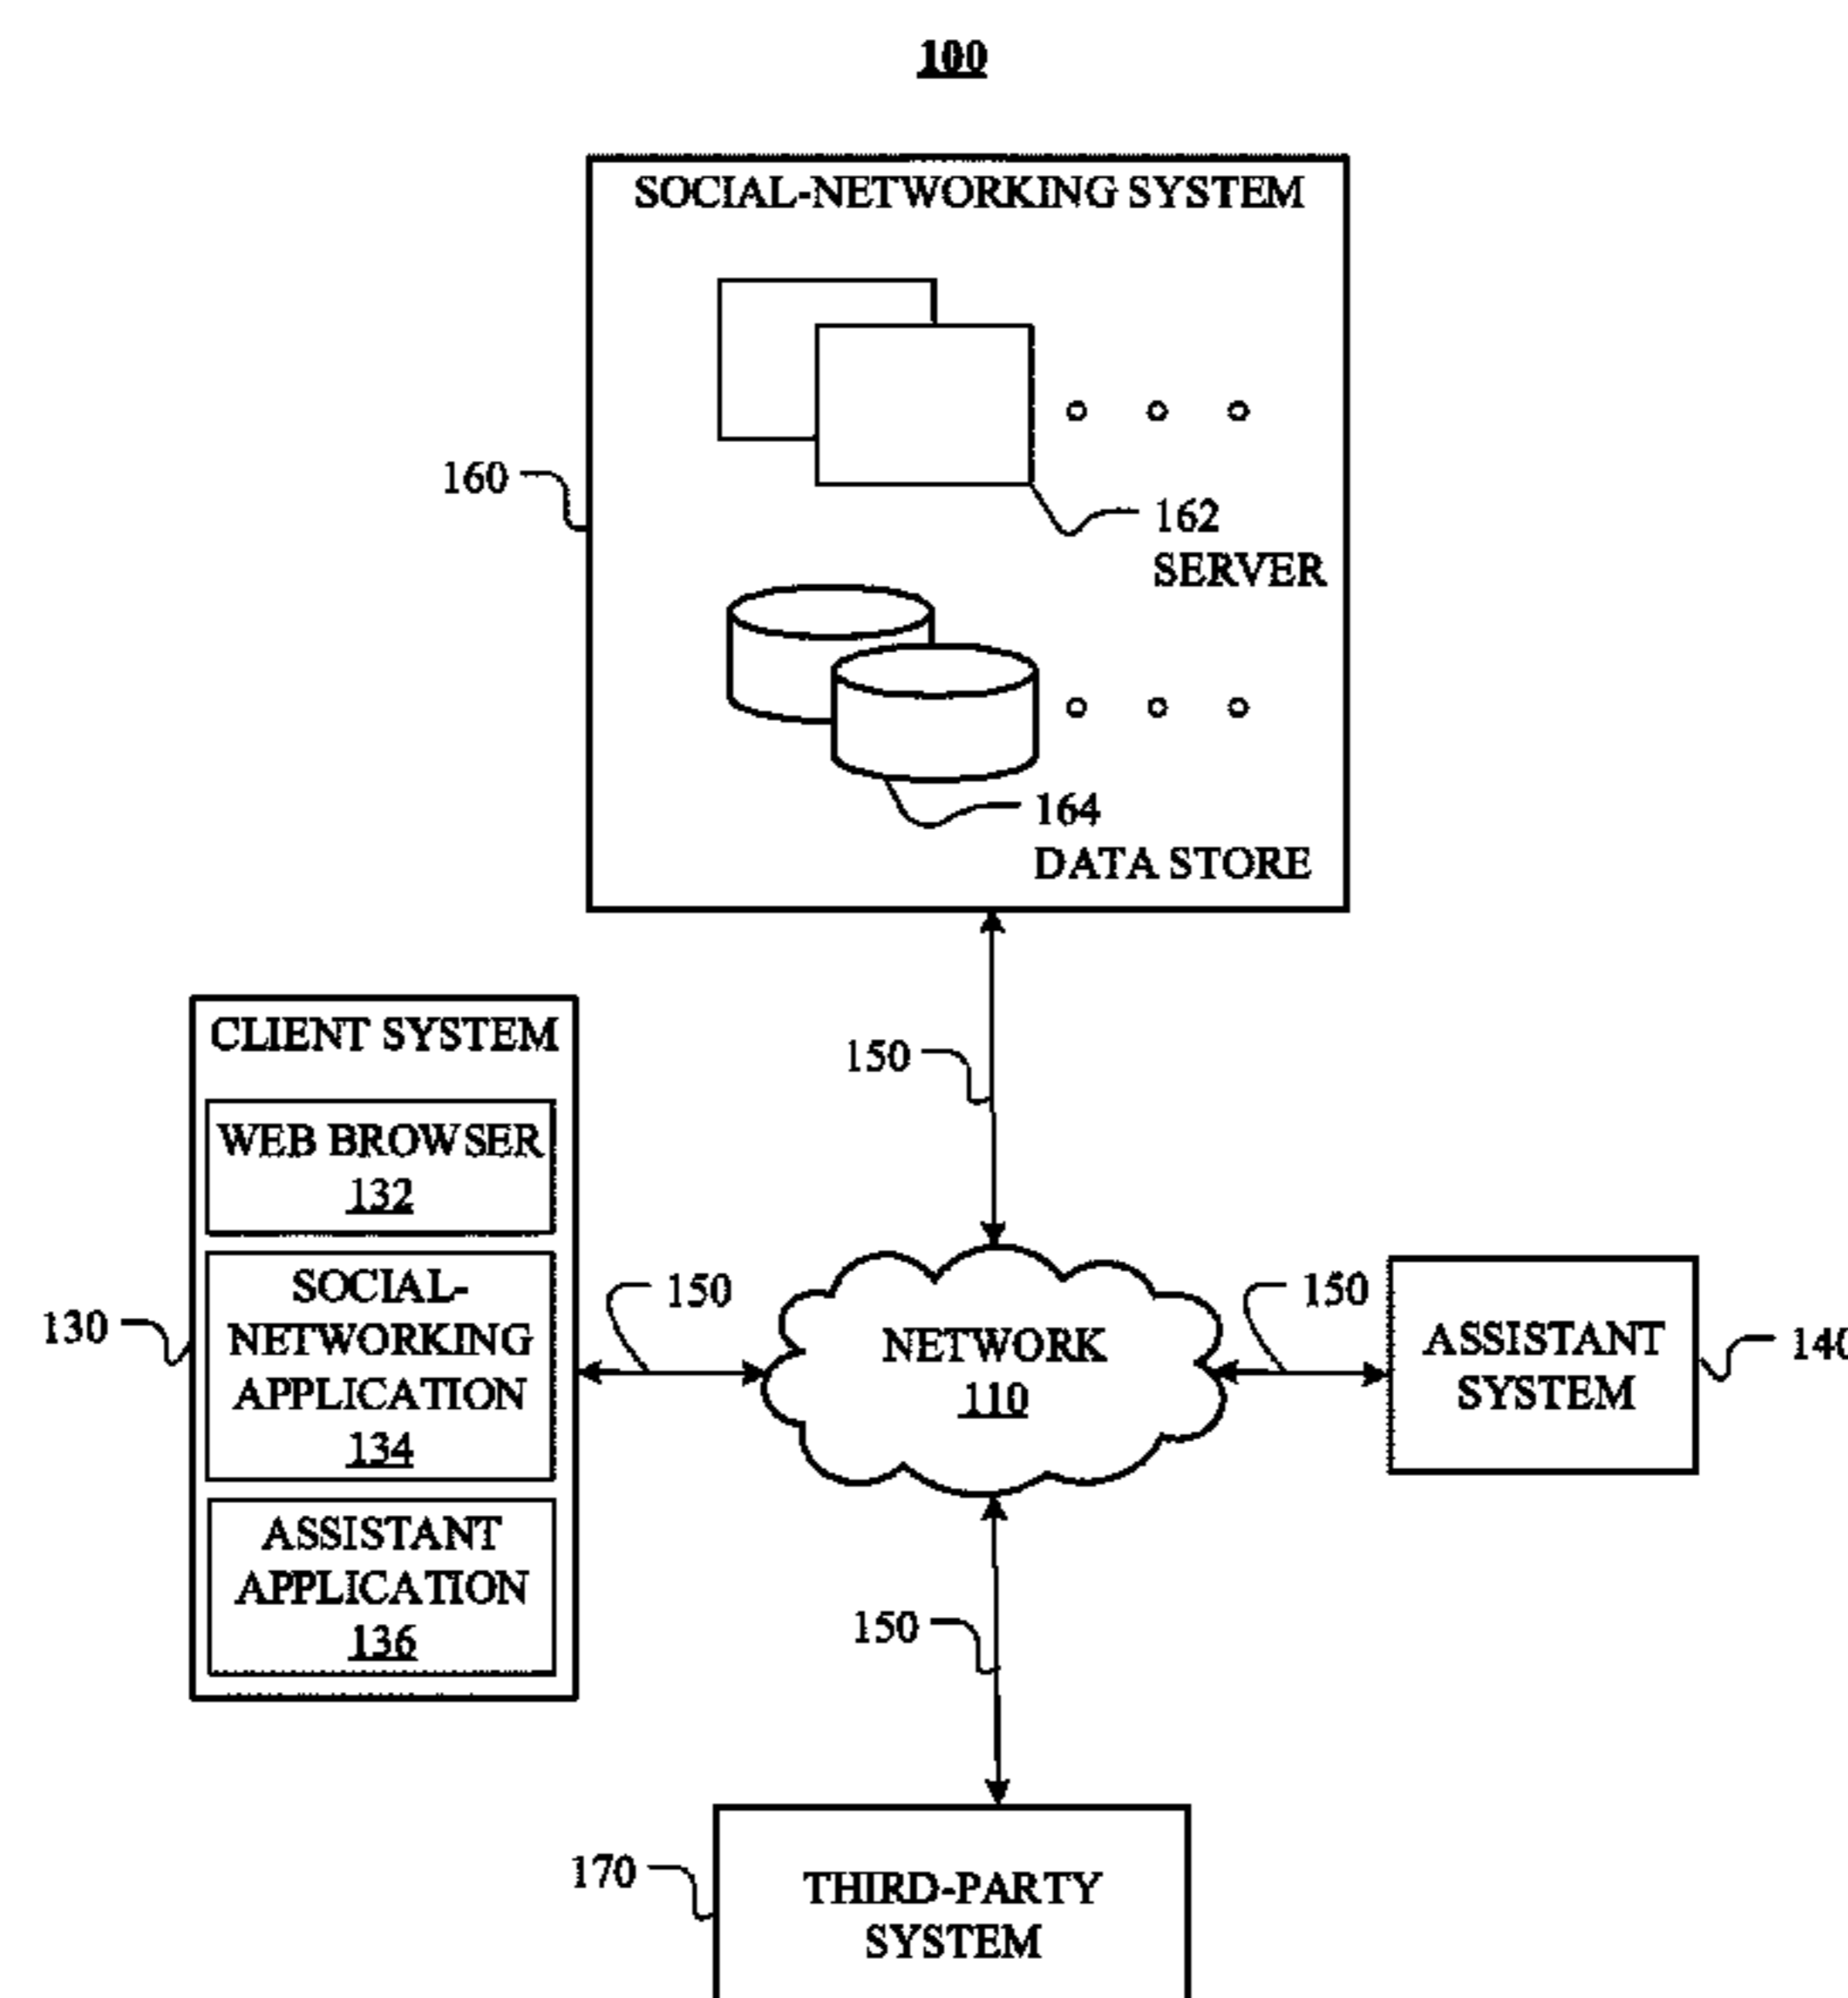 100
SOCIAL-NETWORKING SYSTEM
160
162
SERVER
164
DATA STORE
CLIENT SYSTEM
WEB BROWSER
132
SOCIAL-
NETWORKING
APPLICATION
134
ASSISTANT
APPLICATION
136
130
150
150
NETWORK
110
150
ASSISTANT
SYSTEM
140
150
170
THIRD-PARTY
SYSTEM